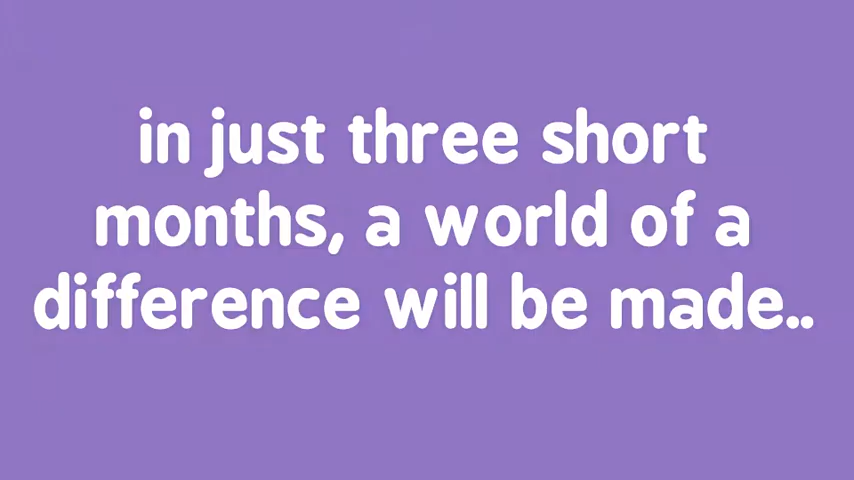 in just three short
months, a world of a
difference will be made..